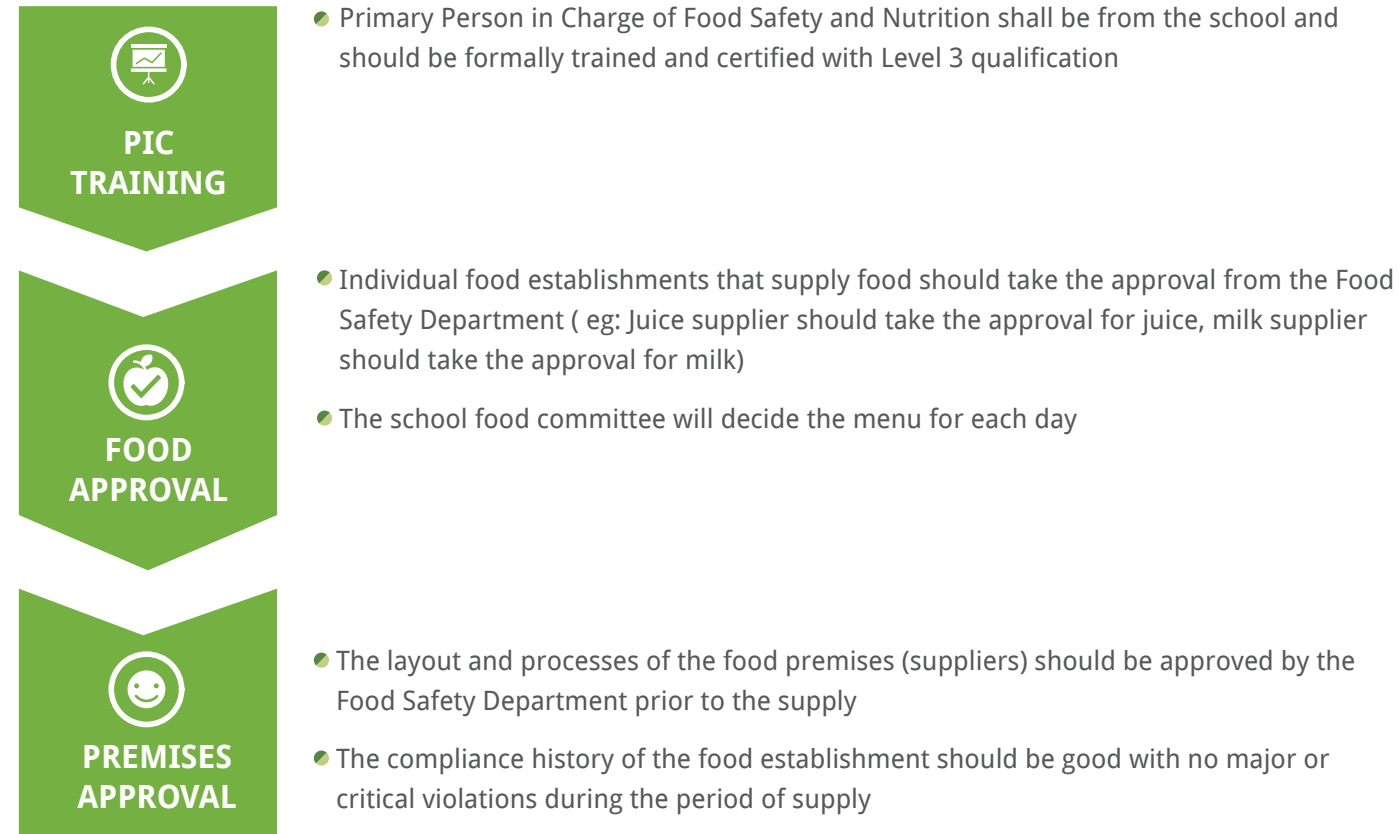 PIC
TRAINING
Primary Person in Charge of Food Safety and Nutrition shall be from the school and
should be formally trained and certified with Level 3 qualification
FOOD
APPROVAL
Individual food establishments that supply food should take the approval from the Food
Safety Department ( eg: Juice supplier should take the approval for juice, milk supplier
should take the approval for milk)
The school food committee will decide the menu for each day
PREMISES
APPROVAL
The layout and processes of the food premises (suppliers) should be approved by the
Food Safety Department prior to the supply
The compliance history of the food establishment should be good with no major or
critical violations during the period of supply